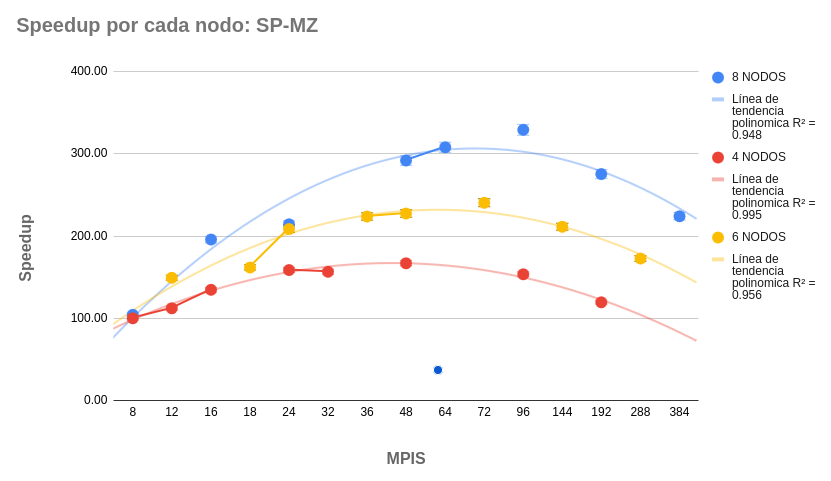 Speedup por cada nodo: SP-MZ
400.00
300.00
200.00
100.00
0.00
Speedup
8 12 16 18 24 32 36 48 64 72 96 144 192 288 384
MPIS
8 NODOS
Línea de
tendencia
polinomica R² =
0.948
4 NODOS
Línea de
tendencia
polinomica R² =
0.995
6 NODOS
Línea de
tendencia
polinomica R² =
0.956